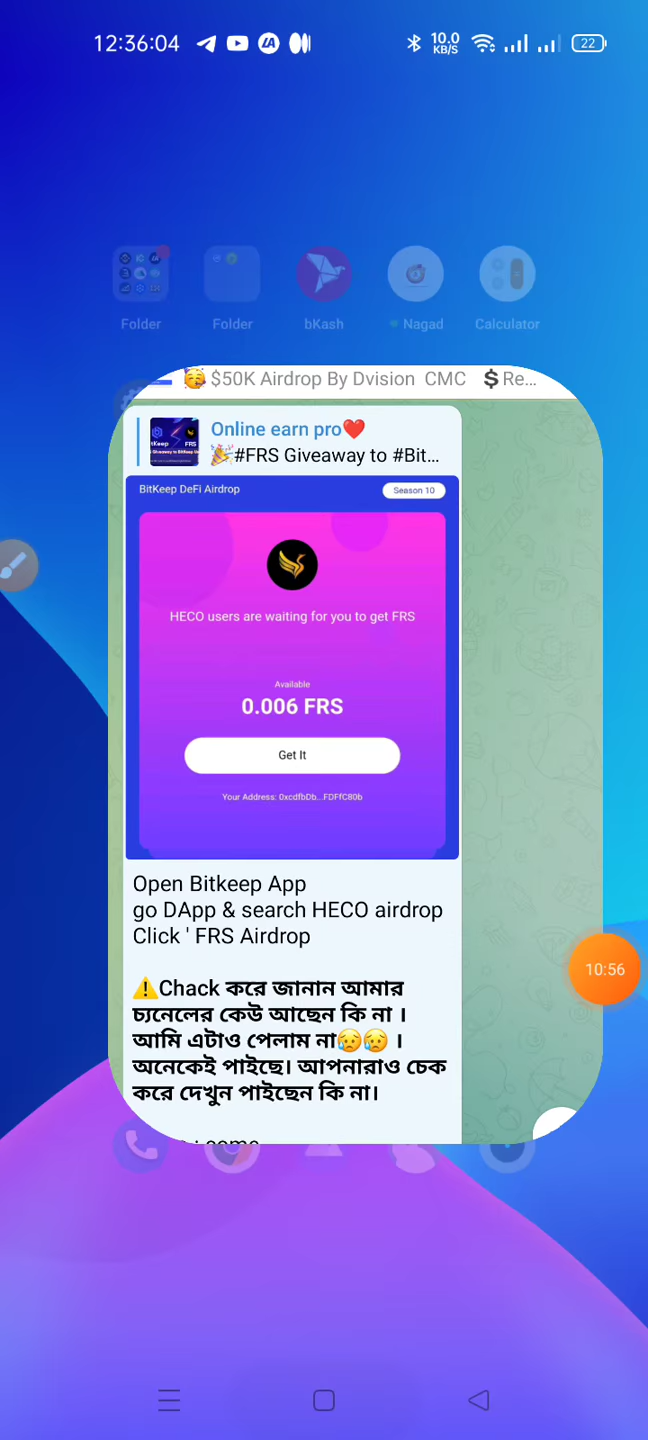 12:36:04
10.0
KB/S
22
Folder
Folder
bKash
Nagad
Calculator
🥳 $50K Airdrop By Dvision CMC 💲Re...
Online earn pro❤️
🎉#FRS Giveaway to #Bit...
BitKeep DeFi Airdrop
Season 10
HECO users are waiting for you to get FRS
Available
0.006 FRS
Get It
Your Address: 0xcdfbDb...FDFfC80b
Open Bitkeep App
go DApp & search HECO airdrop
Click ' FRS Airdrop
10:56
⚠️Chack করে জানান আমার
চ্যনেলের কেউ আছেন কি না ।
আমি এটাও পেলাম না😥😥 ।
অনেকেই পাইছে। আপনারাও চেক
করে দেখুন পাইছেন কি না।